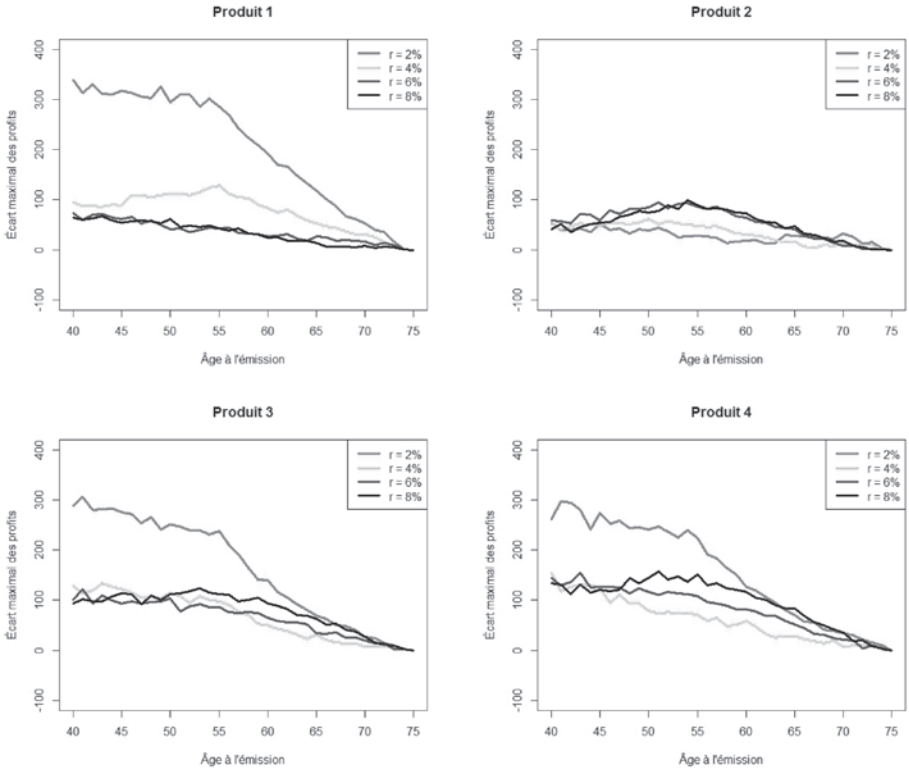 Produit 1
Écart maximal des profits
400
300
200
100
0
-100
r = 2%
r = 4%
r = 6%
r = 8%
40 45 50 55 60 65 70 75
Âge à l'émission
Produit 2
Écart maximal des profits
400
300
200
100
0
-100
r = 2%
r = 4%
r = 6%
r = 8%
40 45 50 55 60 65 70 75
Âge à l'émission
Produit 3
Écart maximal des profits
400
300
200
100
0
-100
r = 2%
r = 4%
r = 6%
r = 8%
40 45 50 55 60 65 70 75
Âge à l'émission
Produit 4
Écart maximal des profits
400
300
200
100
0
-100
r = 2%
r = 4%
r = 6%
r = 8%
40 45 50 55 60 65 70 75
Âge à l'émission